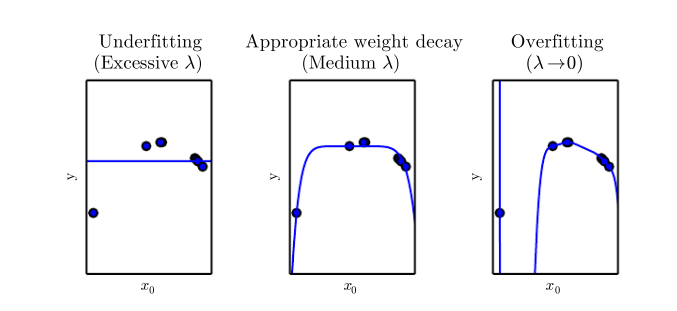 Underfitting
(Excessive λ)
Appropriate weight decay
(Medium λ)
Overfitting
(λ→0)
y
y
y
x₀
x₀
x₀